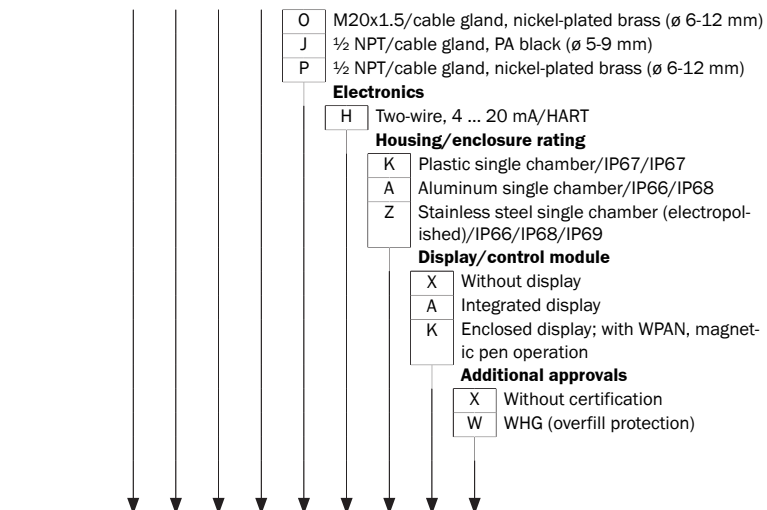 O M20x1.5/cable gland, nickel-plated brass (ø 6-12 mm)
J ½ NPT/cable gland, PA black (ø 5-9 mm)
P ½ NPT/cable gland, nickel-plated brass (ø 6-12 mm)
Electronics
H Two-wire, 4 ... 20 mA/HART
Housing/enclosure rating
K Plastic single chamber/IP67/IP67
A Aluminum single chamber/IP66/IP68
Z Stainless steel single chamber (electropol-
ished)/IP66/IP68/IP69
Display/control module
X Without display
A Integrated display
K Enclosed display; with WPAN, magnet-
ic pen operation
Additional approvals
X Without certification
W WHG (overfill protection)